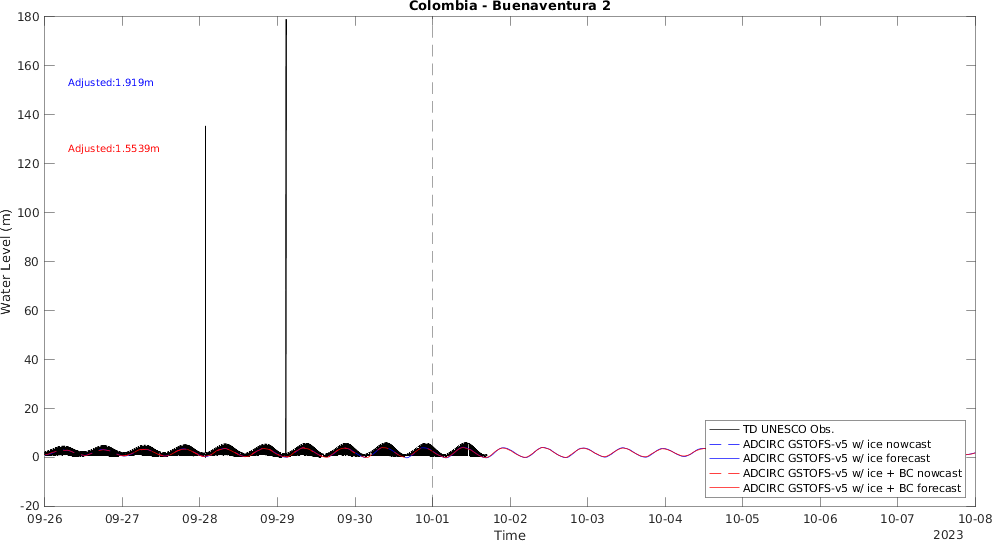 Colombia - Buenaventura 2
180
160
140
120
100
80
60
40
20
0
-20
Water Level (m)
Adjusted:1.919m
Adjusted:1.5539m
TD UNESCO Obs.
ADCIRC GSTOFS-v5 w/ ice nowcast
ADCIRC GSTOFS-v5 w/ ice forecast
ADCIRC GSTOFS-v5 w/ ice + BC nowcast
ADCIRC GSTOFS-v5 w/ ice + BC forecast
09-26 09-27 09-28 09-29 09-30 10-01 10-02 10-03 10-04 10-05 10-06 10-07 10-08
Time
2023